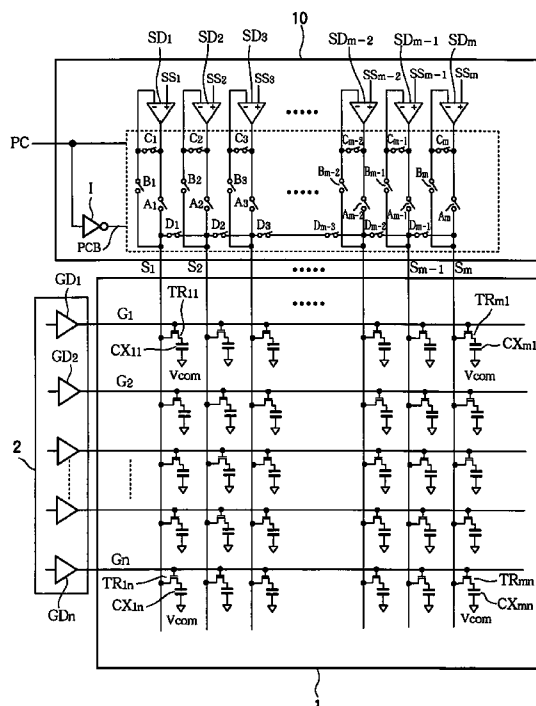 10
SD1 SD2 SD3 SDm-2 SDm-1 SDm
SS1 SS2 SS3 SSm-2 SSm-1 SSm
- + - + - + - + - + - +
PC
C1 C2 C3 Cm-2 Cm-1 Cm
B1 B2 B3 Bm-2 Bm-1 Bm
I
A1 A2 A3 Am-2 Am-1 Am
PCB
D1 D2 D3 Dm-3 Dm-2 Dm-1
S1 S2 Sm-1 Sm
GD1
G1
TR11 TRm1
CX11 CXm1
Vcom Vcom
GD2
G2
2
Gn
TR1n TRmn
GDn
CX1n CXmn
Vcom Vcom
1